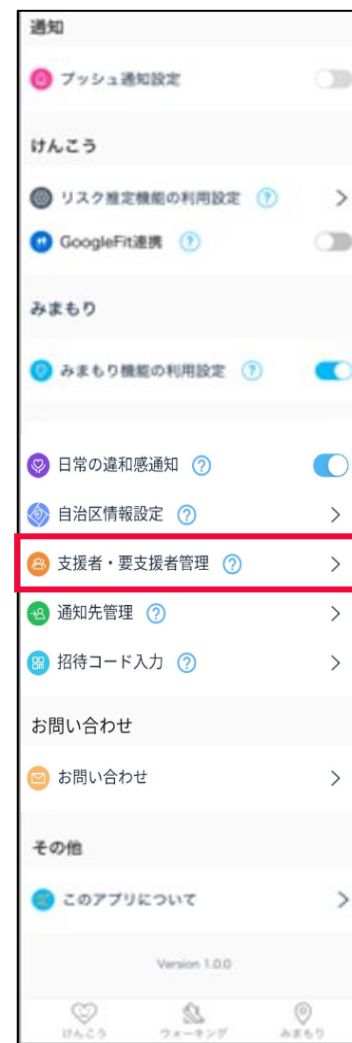 通知
プッシュ通知設定
けんこう
リスク推定機能の利用設定 ?
GoogleFit連携 ?
みまもり
みまもり機能の利用設定 ?
日常の違和感通知 ?
自治区情報設定 ?
支援者・要支援者管理 ?
通知先管理 ?
招待コード入力 ?
お問い合わせ
お問い合わせ
その他
このアプリについて
Version 1.0.0
けんこう ウォーキング みまもり